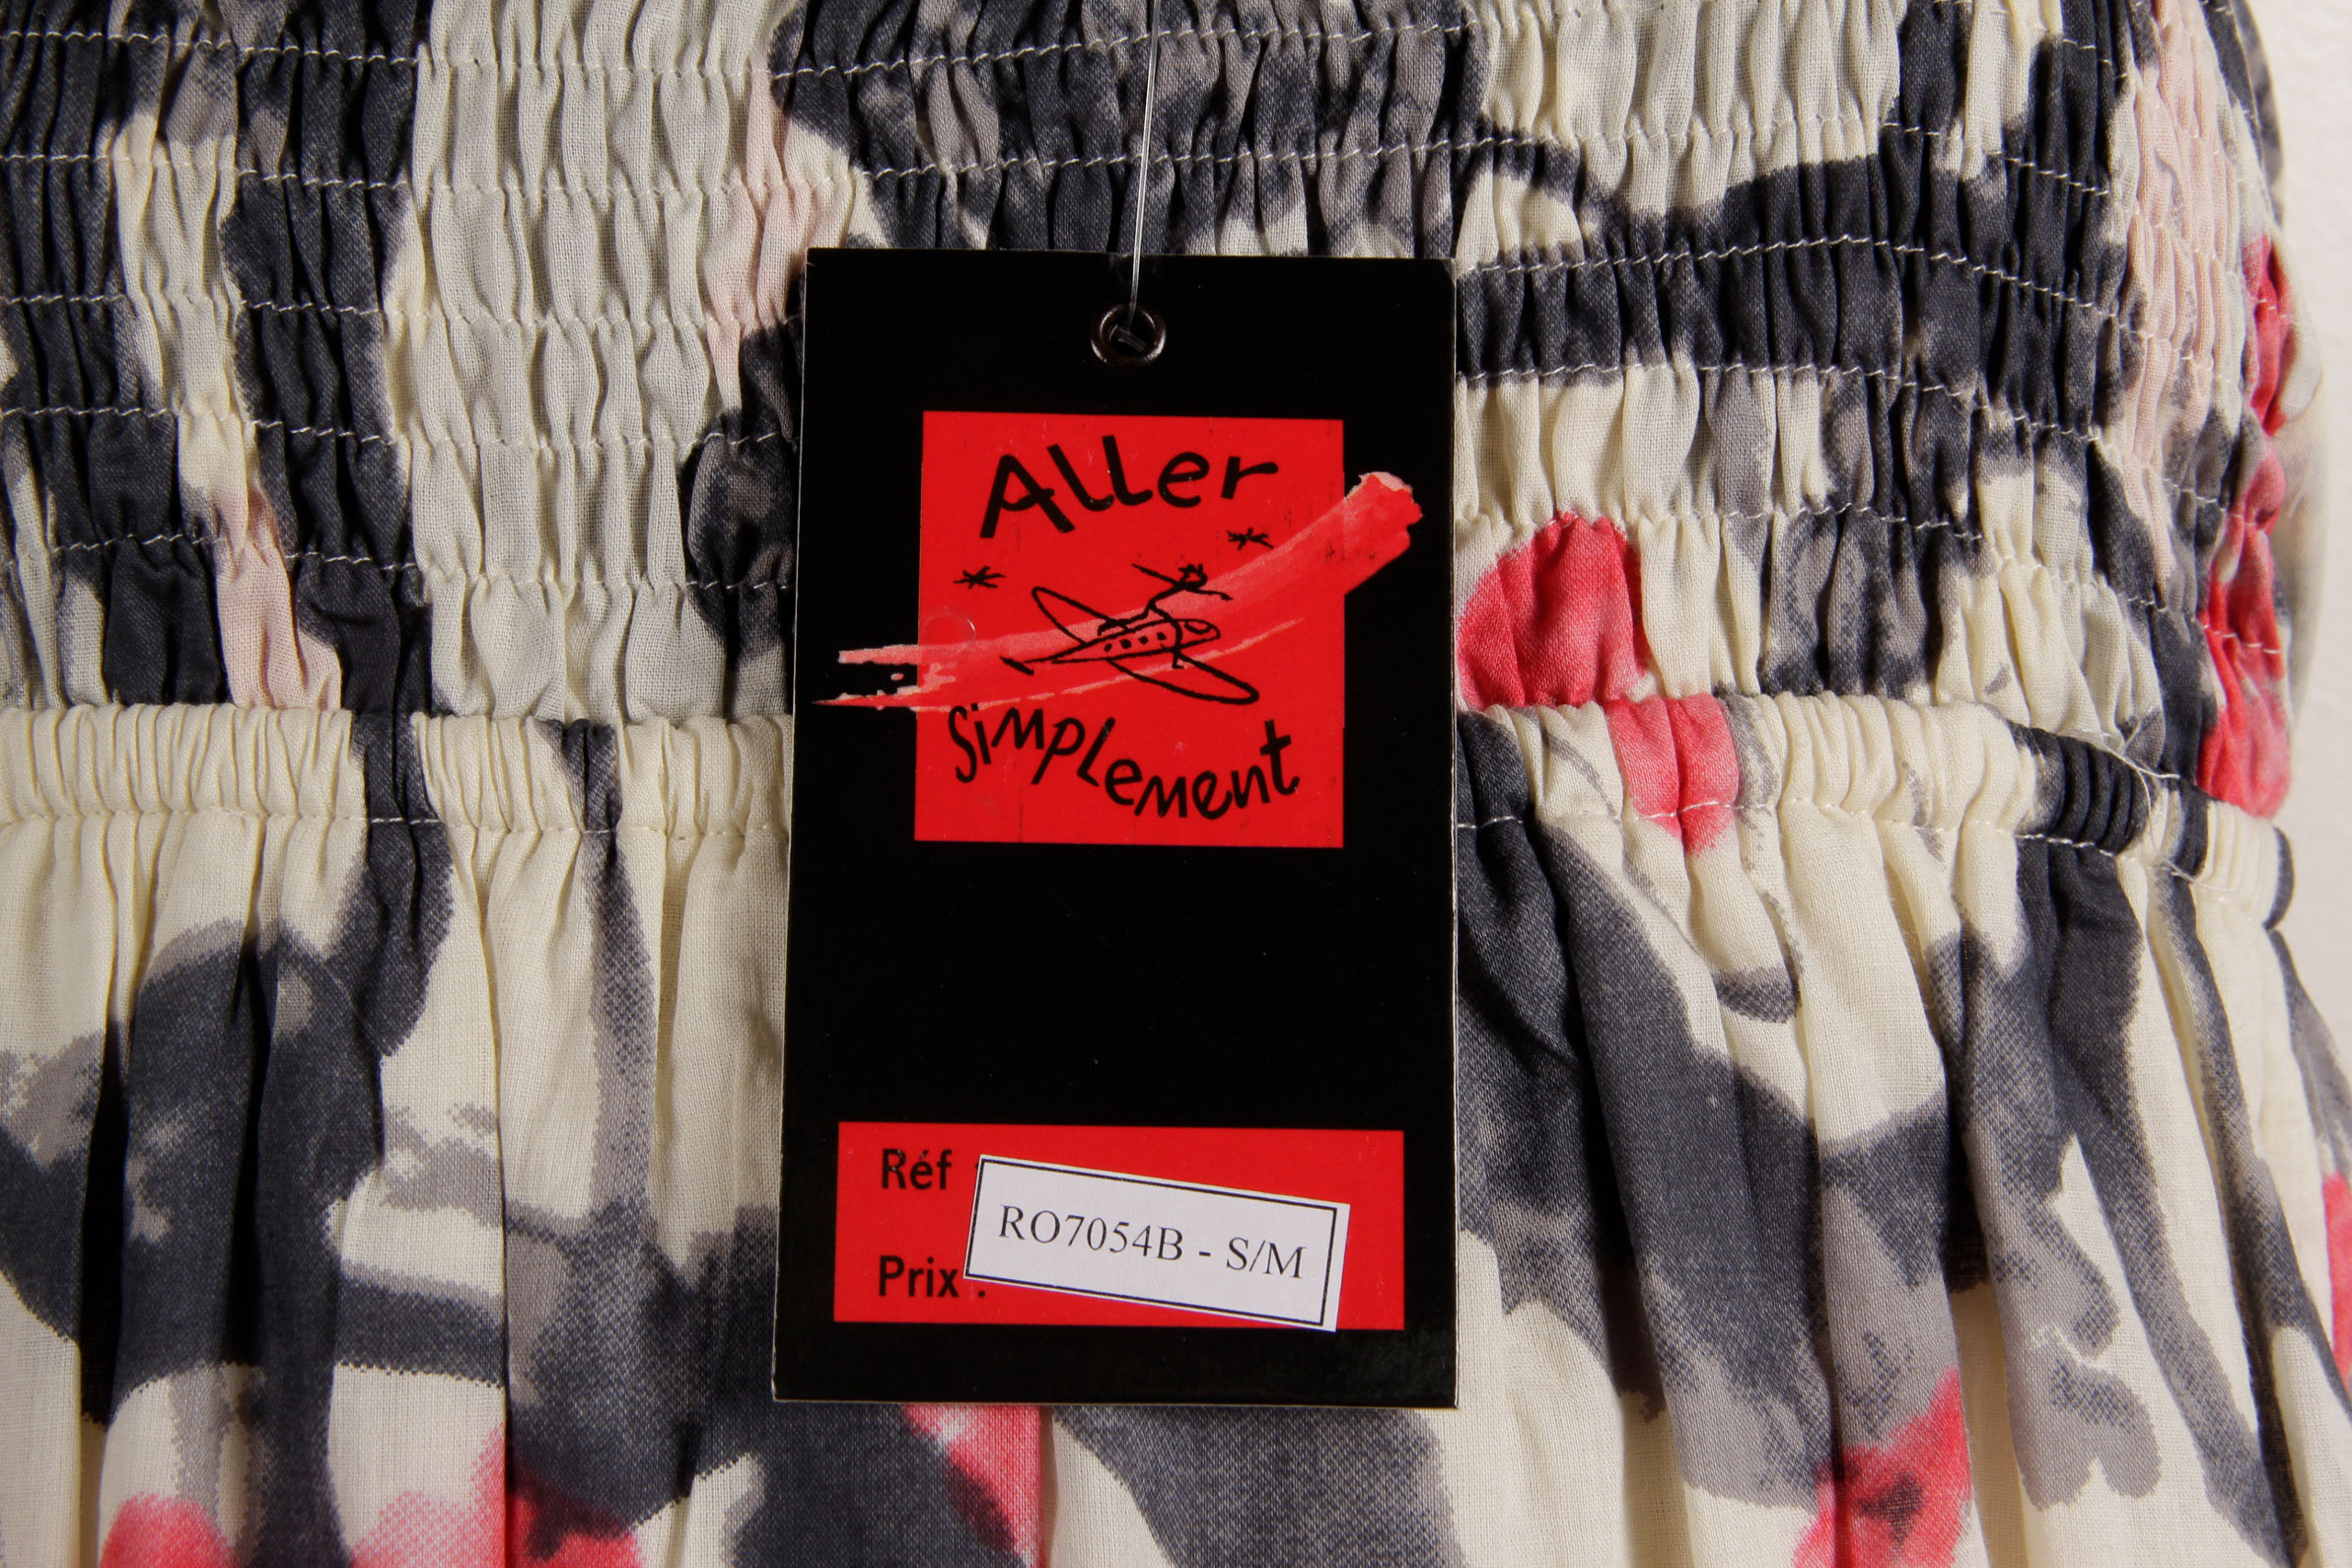 Aller
Simplement
Réf :
RO7054B - S/M
Prix :